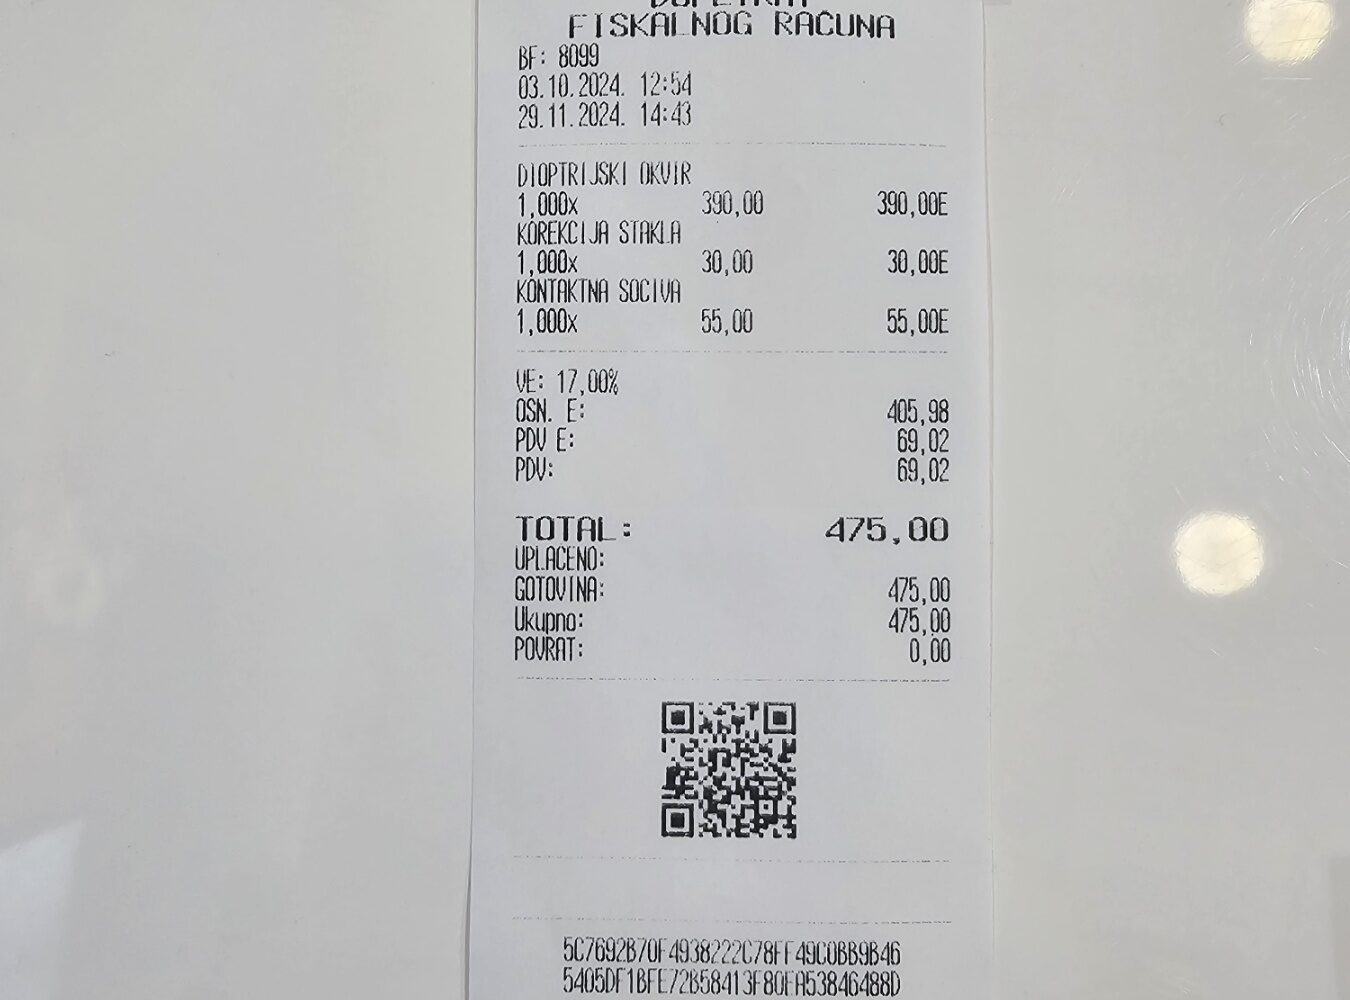 DUPLIKAT
FISKALNOG RAČUNA
BF: 8099
03.10.2024. 12:54
29.11.2024. 14:43
DIOPTRIJSKI OKVIR
1,000x 390,00 390,00E
KOREKCIJA STAKLA
1,000x 30,00 30,00E
KONTAKTNA SOCIVA
1,000x 55,00 55,00E
VE: 17,00%
OSN. E: 405,98
PDV E: 69,02
PDV: 69,02
TOTAL: 475,00
UPLACENO:
GOTOVINA: 475,00
Ukupno: 475,00
POVRAT: 0,00
5C7692B70F4938222C78FF49C0BB9B46
5405DF1BFE72B58413F80EA53846488D